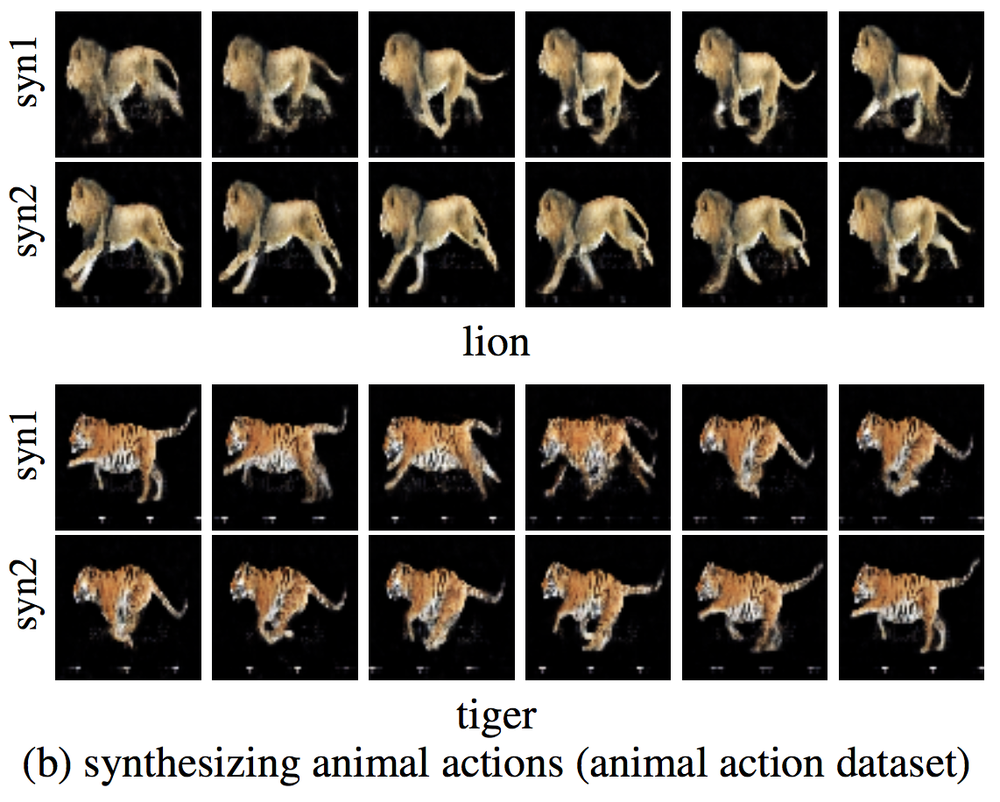 syn1
syn2
lion
syn1
syn2
tiger
(b) synthesizing animal actions (animal action dataset)